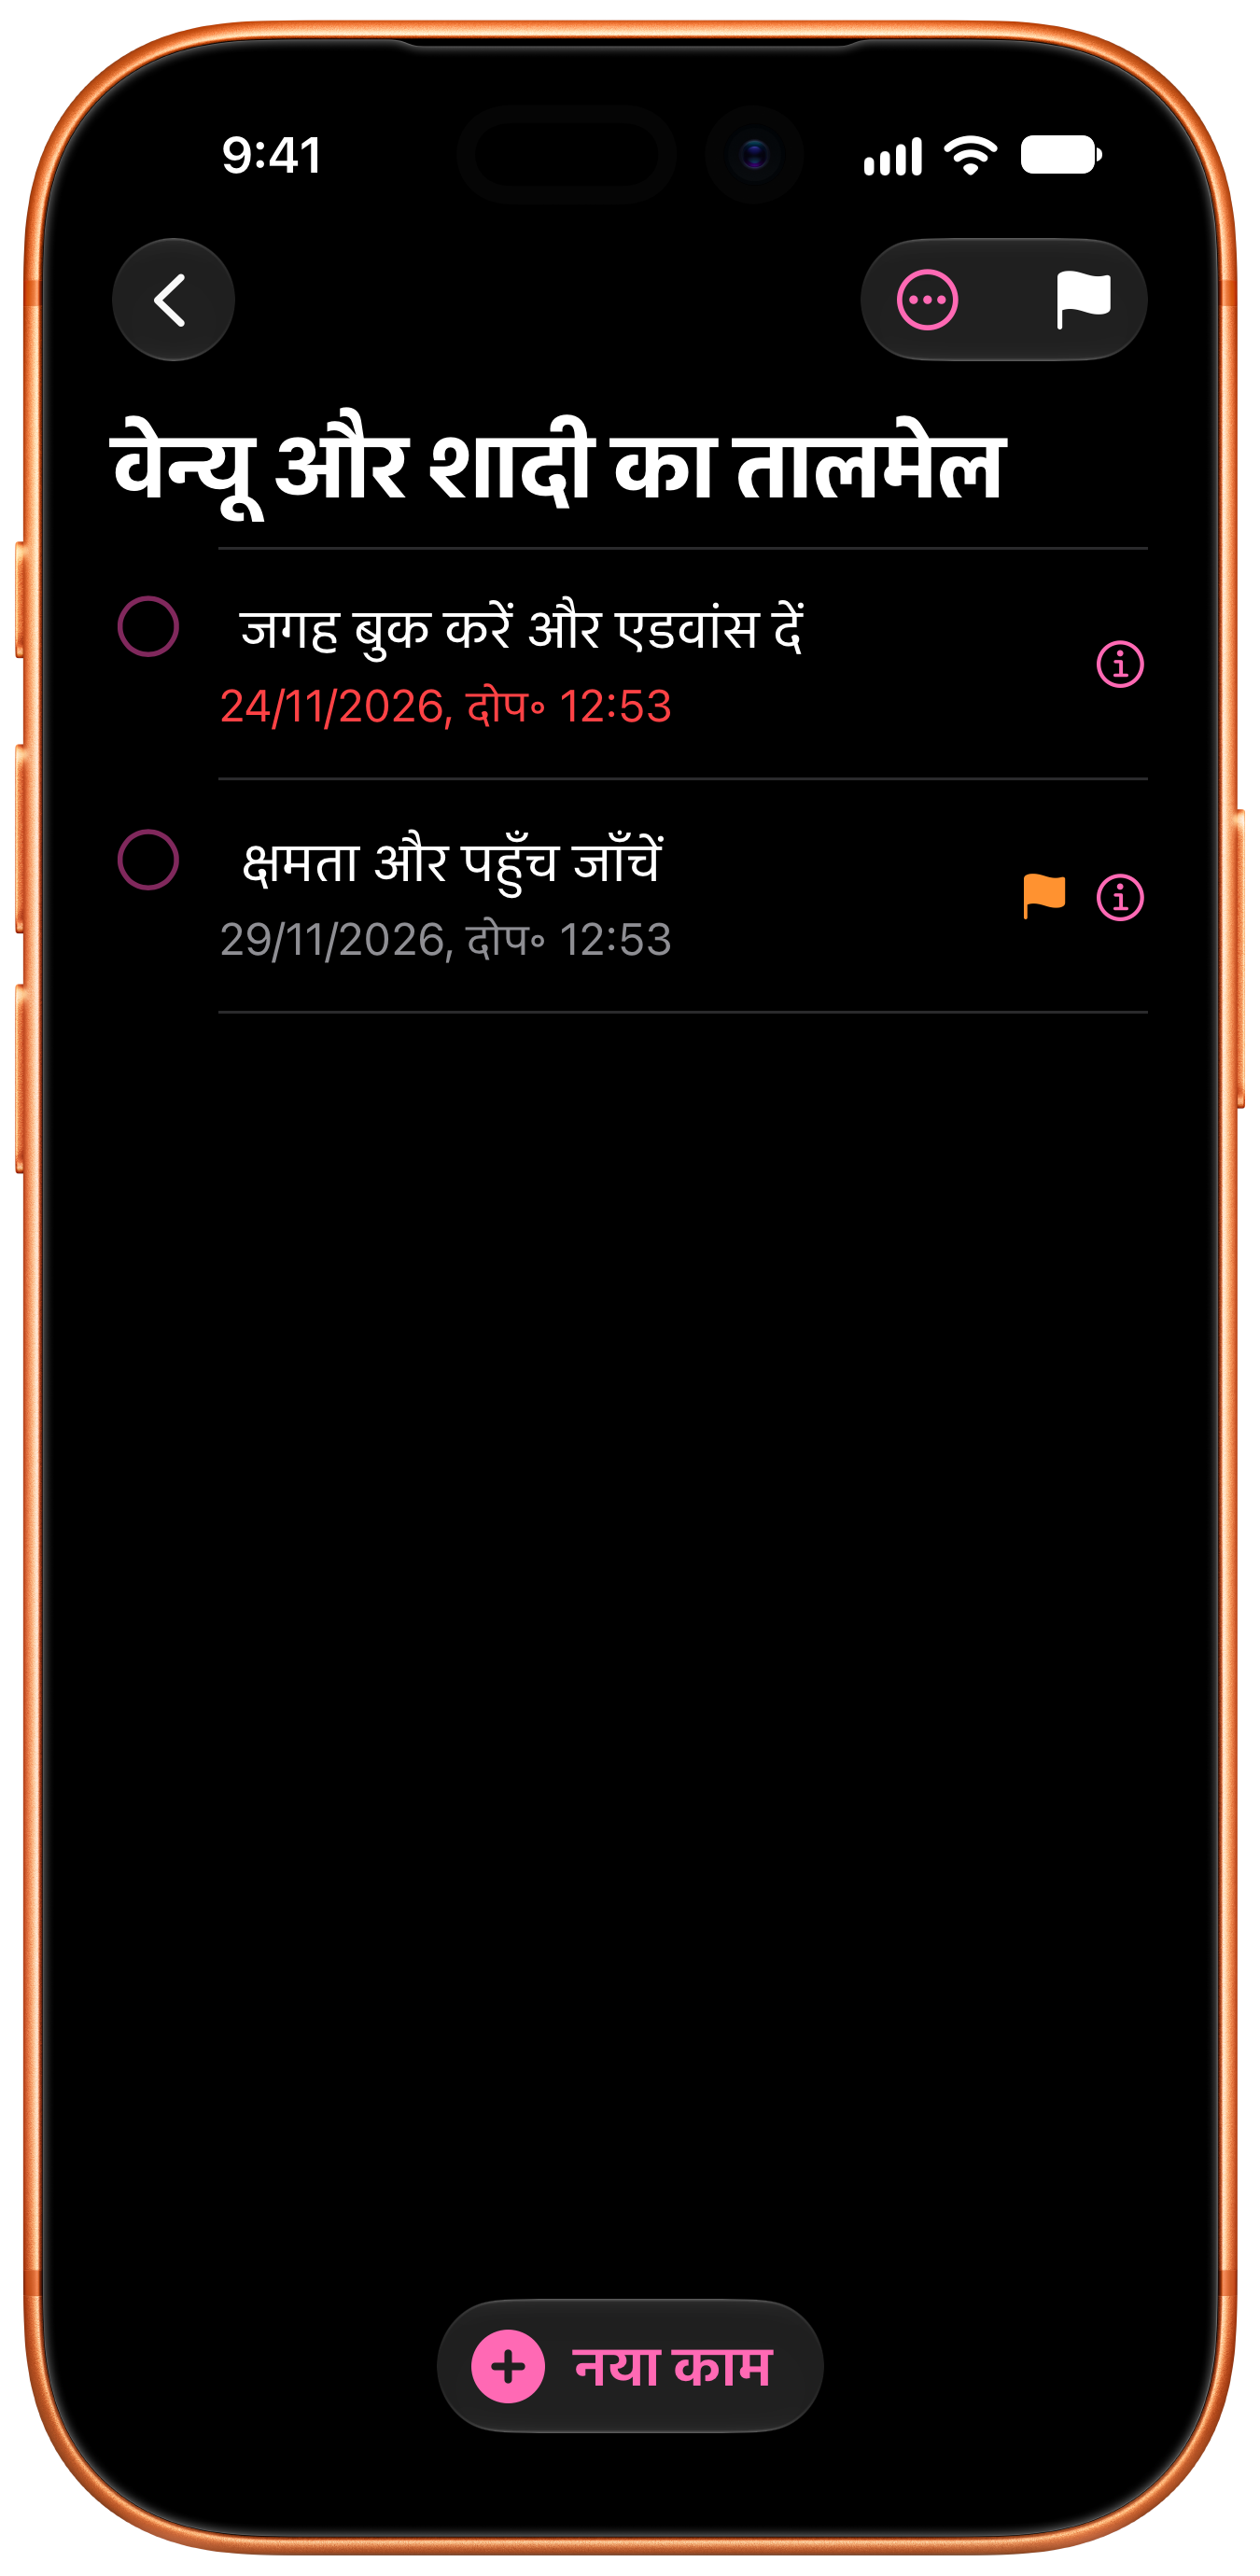 9:41
वेन्यू और शादी का तालमेल
जगह बुक करें और एडवांस दें
24/11/2026, दोप॰ 12:53
क्षमता और पहुँच जाँचें
29/11/2026, दोप॰ 12:53
नया काम